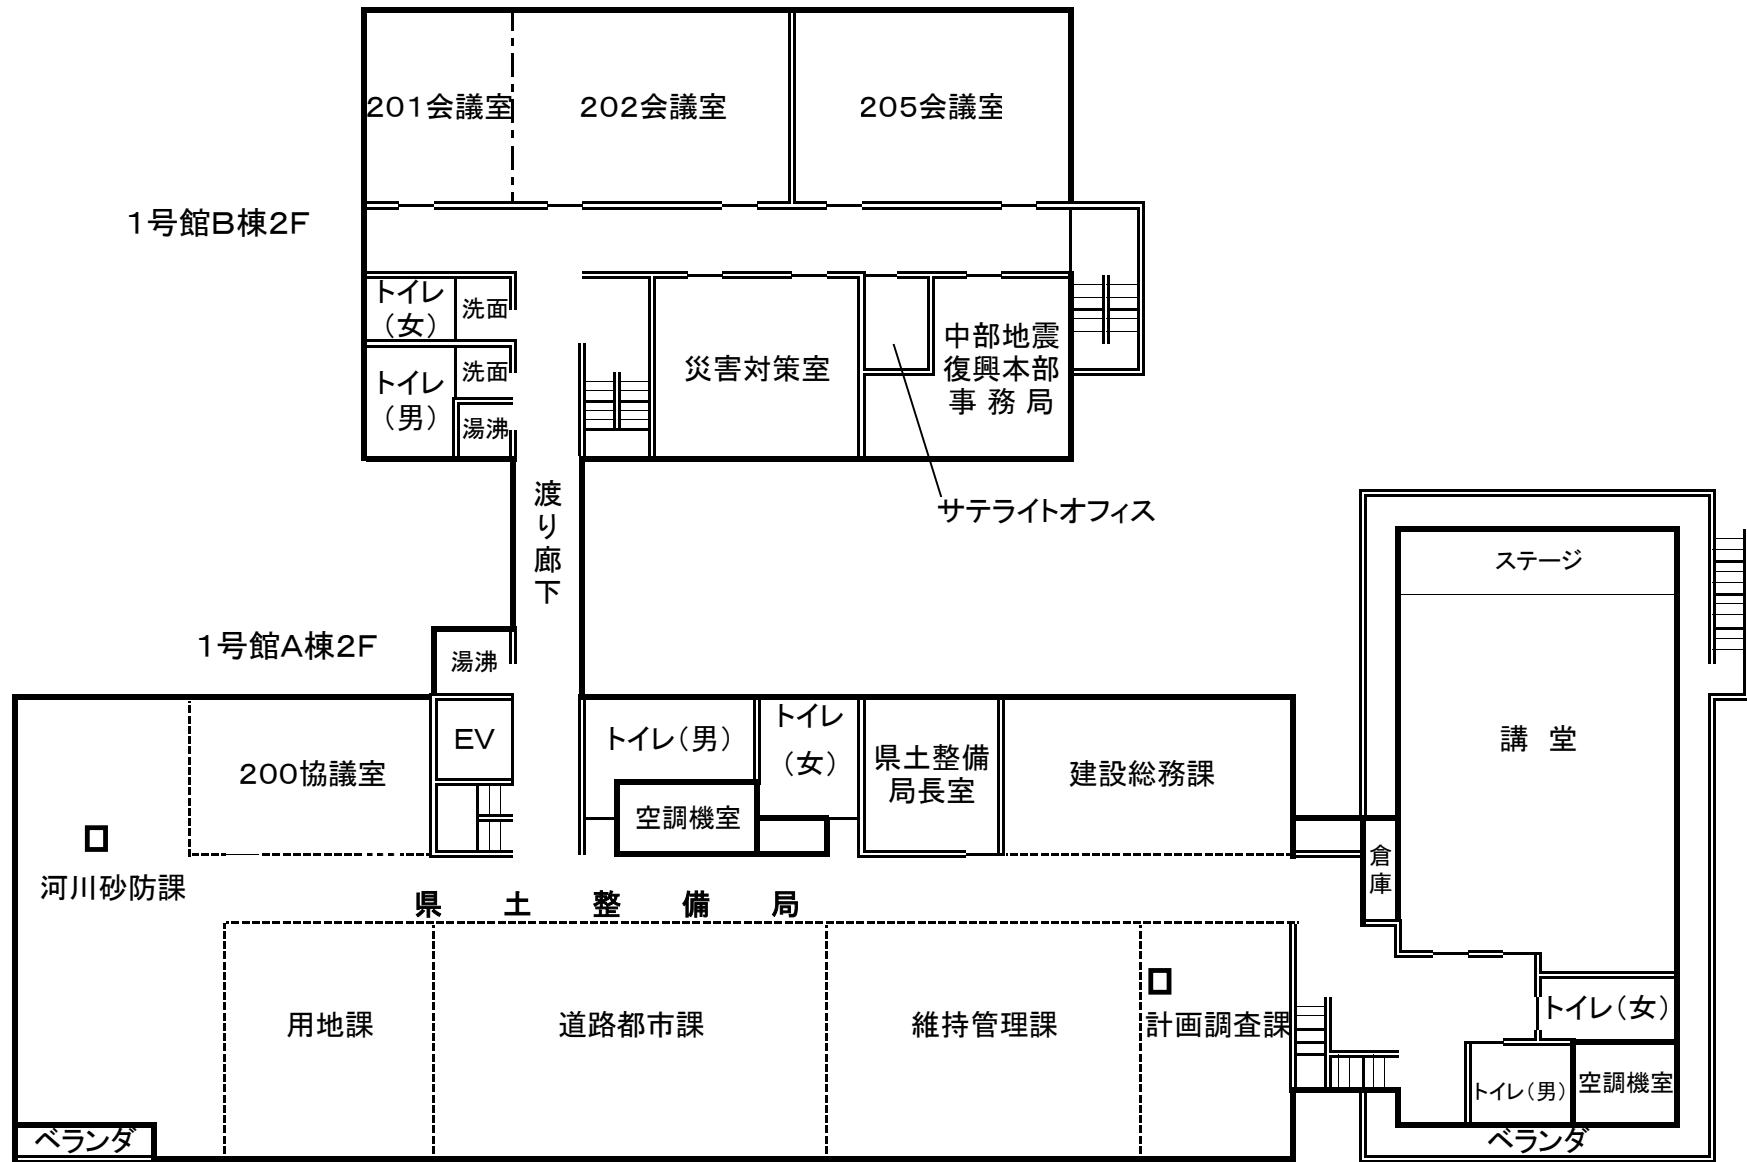 201会議室
202会議室
205会議室
1号館B棟2F
トイレ
(女)
洗面
トイレ
(男)
洗面
湯沸
災害対策室
中部地震
復興本部
事務局
サテライトオフィス
渡り廊下
1号館A棟2F
湯沸
EV
200協議室
トイレ(男)
トイレ
(女)
空調機室
県土整備
局長室
建設総務課
倉庫
ステージ
講堂
河川砂防課
県土整備局
用地課
道路都市課
維持管理課
計画調査課
トイレ(女)
トイレ(男)
空調機室
ベランダ
ベランダ